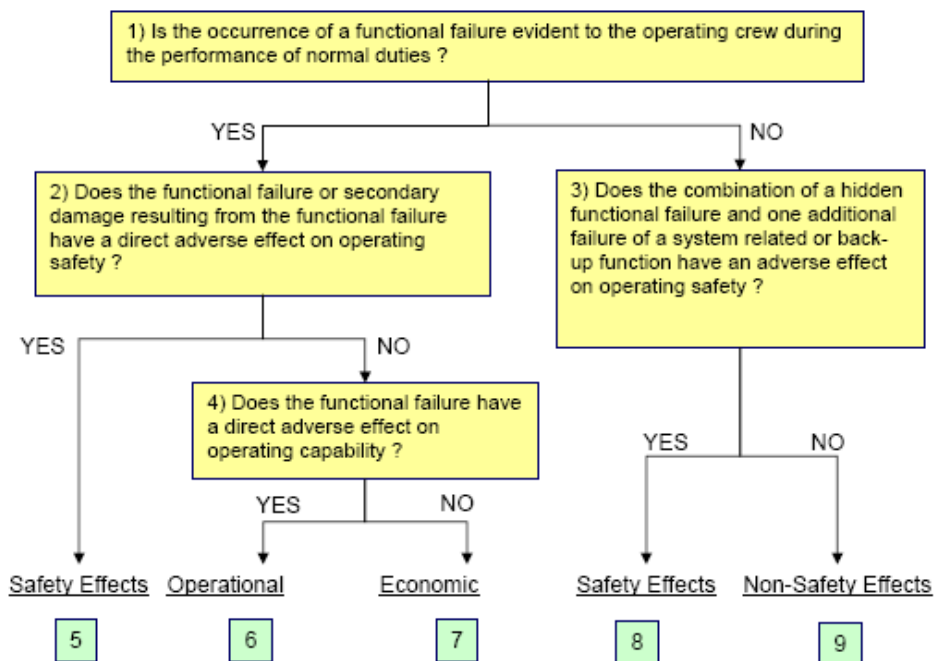 1) Is the occurrence of a functional failure evident to the operating crew during
the performance of normal duties ?
YES
NO
2) Does the functional failure or secondary
damage resulting from the functional failure
have a direct adverse effect on operating
safety ?
3) Does the combination of a hidden
functional failure and one additional
failure of a system related or back-
up function have an adverse effect
on operating safety ?
YES
NO
4) Does the functional failure have
a direct adverse effect on
operating capability ?
YES
NO
YES
NO
Safety Effects
Operational
Economic
Safety Effects
Non-Safety Effects
5
6
7
8
9